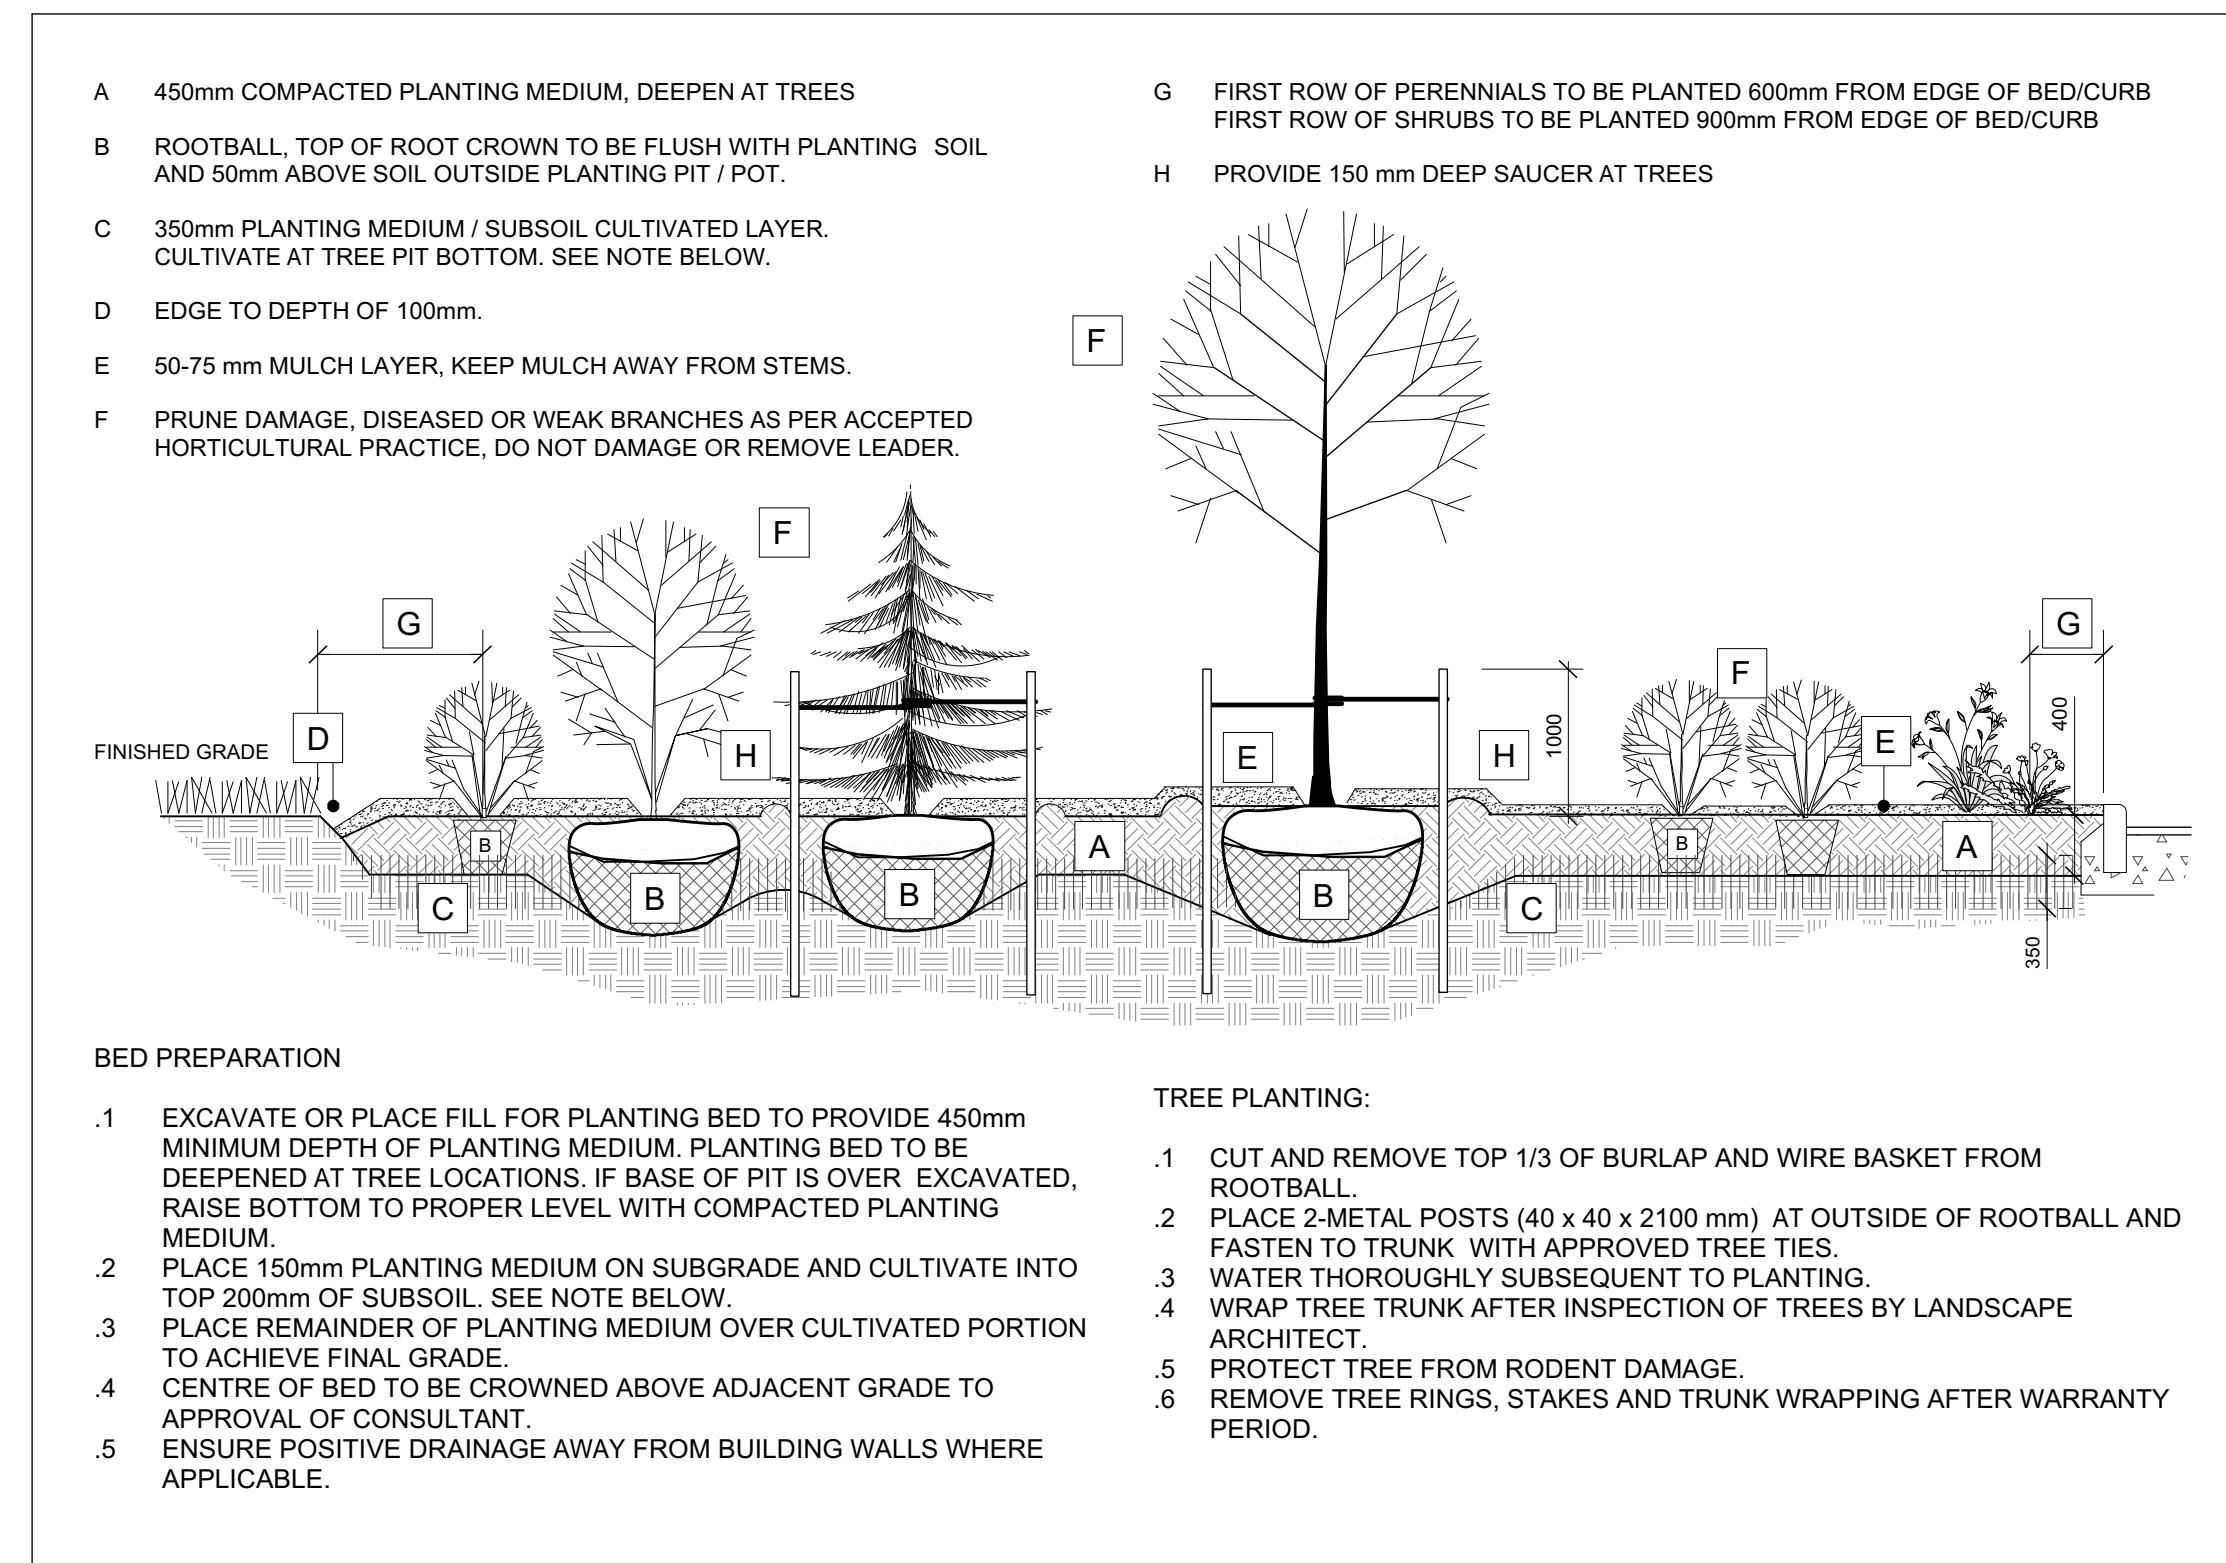 A 450mm COMPACTED PLANTING MEDIUM, DEEPEN AT TREES
B ROOTBALL, TOP OF ROOT CROWN TO BE FLUSH WITH PLANTING SOIL
AND 50mm ABOVE SOIL OUTSIDE PLANTING PIT / POT.
C 350mm PLANTING MEDIUM / SUBSOIL CULTIVATED LAYER.
CULTIVATE AT TREE PIT BOTTOM. SEE NOTE BELOW.
D EDGE TO DEPTH OF 100mm.
E 50-75 mm MULCH LAYER, KEEP MULCH AWAY FROM STEMS.
F PRUNE DAMAGE, DISEASED OR WEAK BRANCHES AS PER ACCEPTED
HORTICULTURAL PRACTICE, DO NOT DAMAGE OR REMOVE LEADER.
G FIRST ROW OF PERENNIALS TO BE PLANTED 600mm FROM EDGE OF BED/CURB
FIRST ROW OF SHRUBS TO BE PLANTED 900mm FROM EDGE OF BED/CURB
H PROVIDE 150 mm DEEP SAUCER AT TREES
F
F
G
G
F
D
H
E
H
1000
E
400
FINISHED GRADE
B
A
B
A
C
B
B
B
C
350
BED PREPARATION
.1 EXCAVATE OR PLACE FILL FOR PLANTING BED TO PROVIDE 450mm
MINIMUM DEPTH OF PLANTING MEDIUM. PLANTING BED TO BE
DEEPENED AT TREE LOCATIONS. IF BASE OF PIT IS OVER EXCAVATED,
RAISE BOTTOM TO PROPER LEVEL WITH COMPACTED PLANTING
MEDIUM.
.2 PLACE 150mm PLANTING MEDIUM ON SUBGRADE AND CULTIVATE INTO
TOP 200mm OF SUBSOIL. SEE NOTE BELOW.
.3 PLACE REMAINDER OF PLANTING MEDIUM OVER CULTIVATED PORTION
TO ACHIEVE FINAL GRADE.
.4 CENTRE OF BED TO BE CROWNED ABOVE ADJACENT GRADE TO
APPROVAL OF CONSULTANT.
.5 ENSURE POSITIVE DRAINAGE AWAY FROM BUILDING WALLS WHERE
APPLICABLE.
TREE PLANTING:
.1 CUT AND REMOVE TOP 1/3 OF BURLAP AND WIRE BASKET FROM
ROOTBALL.
.2 PLACE 2-METAL POSTS (40 x 40 x 2100 mm) AT OUTSIDE OF ROOTBALL AND
FASTEN TO TRUNK WITH APPROVED TREE TIES.
.3 WATER THOROUGHLY SUBSEQUENT TO PLANTING.
.4 WRAP TREE TRUNK AFTER INSPECTION OF TREES BY LANDSCAPE
ARCHITECT.
.5 PROTECT TREE FROM RODENT DAMAGE.
.6 REMOVE TREE RINGS, STAKES AND TRUNK WRAPPING AFTER WARRANTY
PERIOD.